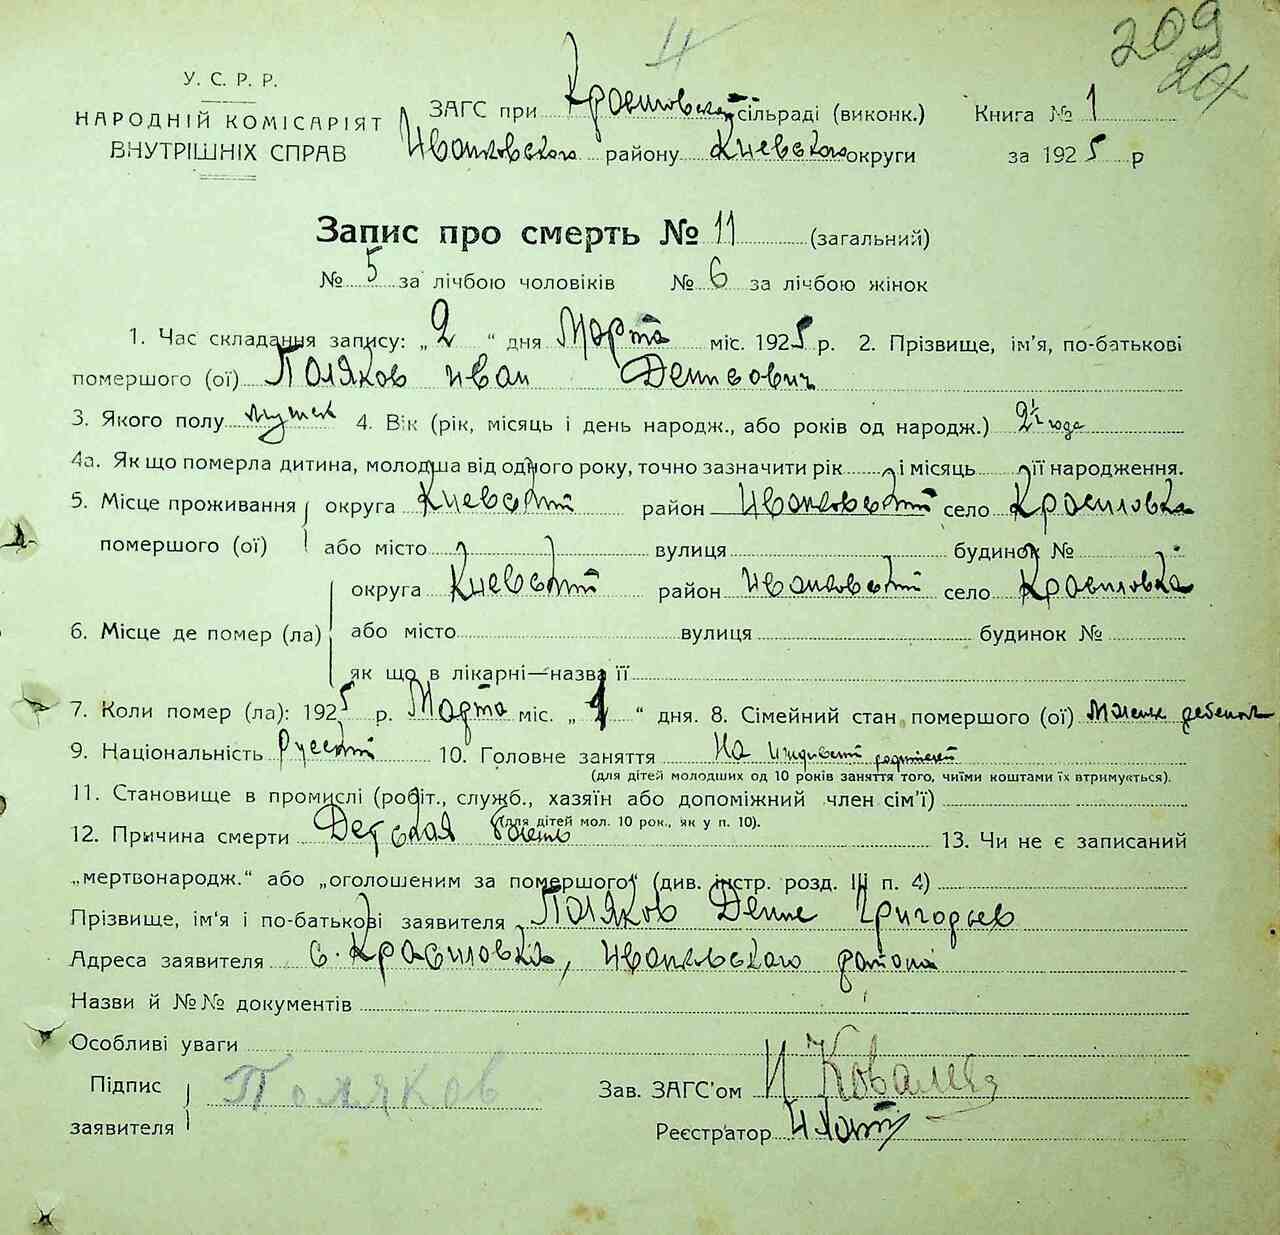 209
У. С. Р. Р.
НАРОДНІЙ КОМІСАРІЯТ
ВНУТРІШНІХ СПРАВ
ЗАГС при Красиловской сільраді (виконк.)
Иванковского району Киевского округи
Книга № 1
за 1925 р
Запис про смерть № 11 (загальний)
№ 5 за лічбою чоловіків № 6 за лічбою жінок
1. Час складання запису: „2“ дня Марта міс. 1925 р. 2. Прізвище, ім'я, по-батькові
помершого (ої) Поляков Иван Денисович
3. Якого полу мужск 4. Вік (рік, місяць і день народж., або років од народж.) 2½ года
4а. Як що померла дитина, молодша від одного року, точно зазначити рік і місяць її народження.
5. Місце проживання округа Киевский район Иванковский село Красиловка
помершого (ої) або місто вулиця будинок №
округа Киевский район Иванковский село Красиловка
6. Місце де помер (ла) або місто вулиця будинок №
як що в лікарні—назва її
7. Коли помер (ла): 1925 р. Марта міс. „1“ дня. 8. Сімейний стан помершого (ої) ребенок
9. Національність Русский 10. Головне заняття На иждивен родителей
(для дітей молодших од 10 років заняття того, чиїми коштами їх втримується).
11. Становище в промислі (робіт., служб., хазяїн або допоміжний член сім'ї)
(для дітей мол. 10 рок., як у п. 10).
12. Причина смерти Детская болезнь 13. Чи не є записаний
„мертвонародж.“ або „оголошеним за помершого“ (див. інстр. розд. III п. 4)
Прізвище, ім'я і по-батькові заявителя Поляков Денис Григорьев
Адреса заявителя с. Красиловка, Иванковского района
Назви й №№ документів
Особливі уваги
Підпис заявителя Поляков
Зав. ЗАГС'ом И Ковалев
Реєстратор